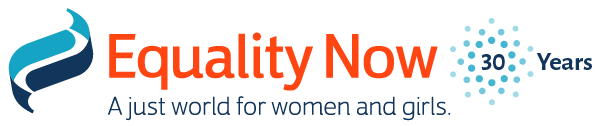 Equality Now
30 Years
A just world for women and girls.